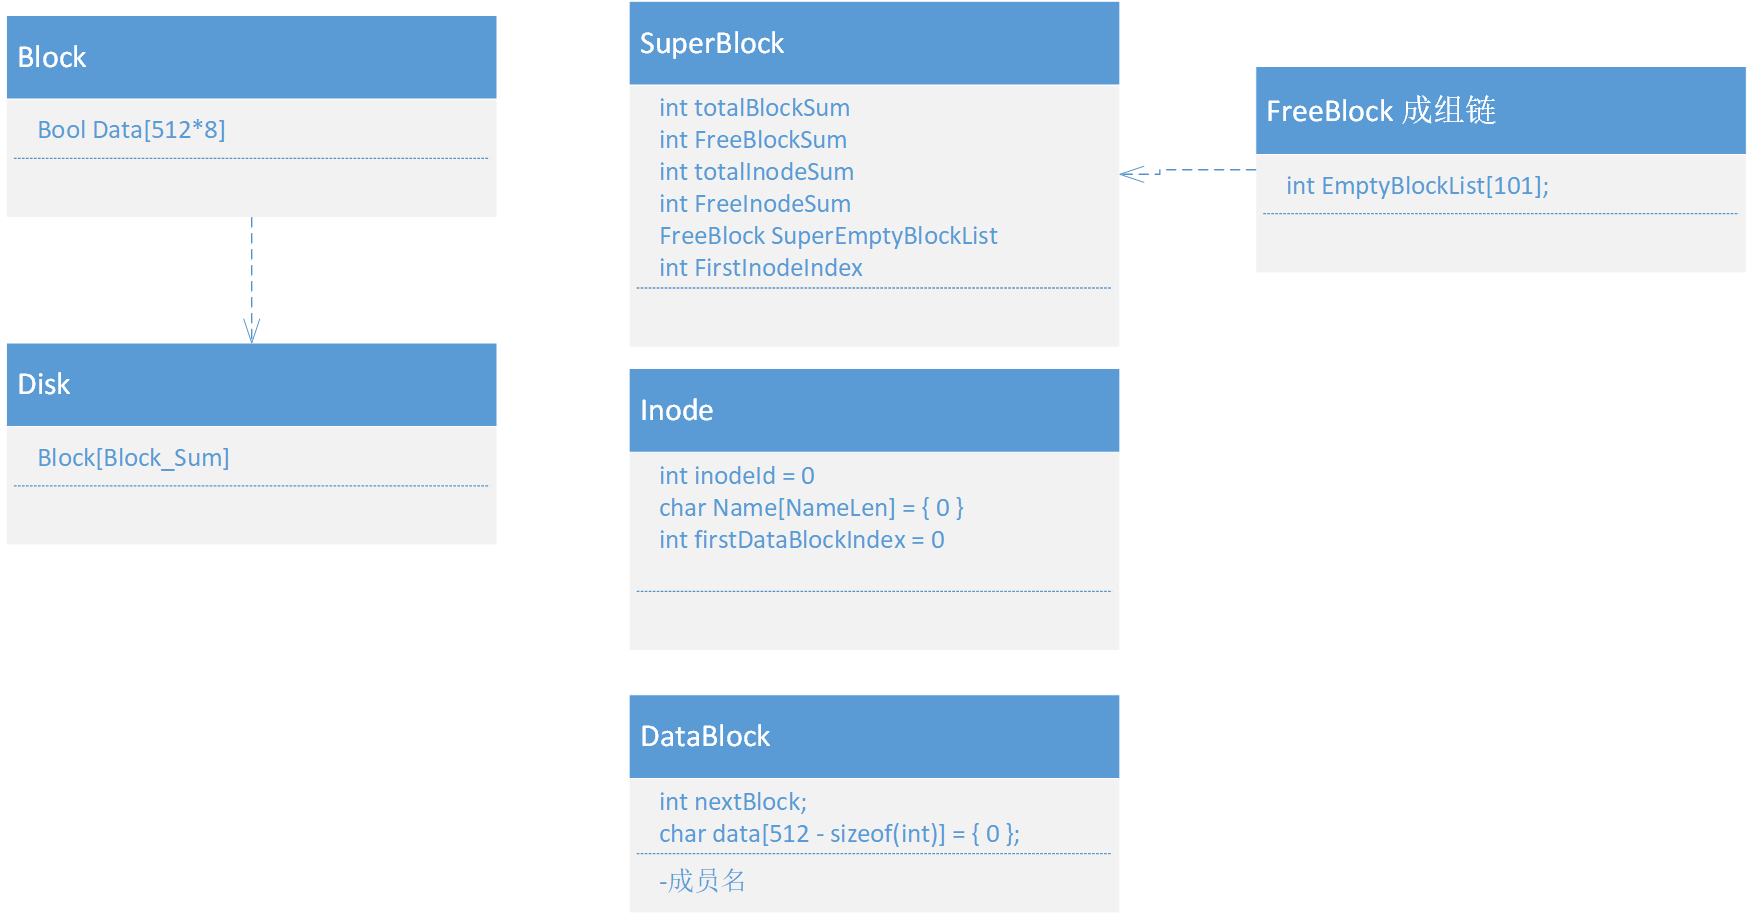 Block
Bool Data[512*8]
Disk
Block[Block_Sum]
SuperBlock
int totalBlockSum
int FreeBlockSum
int totalInodeSum
int FreeInodeSum
FreeBlock SuperEmptyBlockList
int FirstInodeIndex
Inode
int inodeId = 0
char Name[NameLen] = { 0 }
int firstDataBlockIndex = 0
DataBlock
int nextBlock;
char data[512 - sizeof(int)] = { 0 };
-成员名
FreeBlock 成组链
int EmptyBlockList[101];